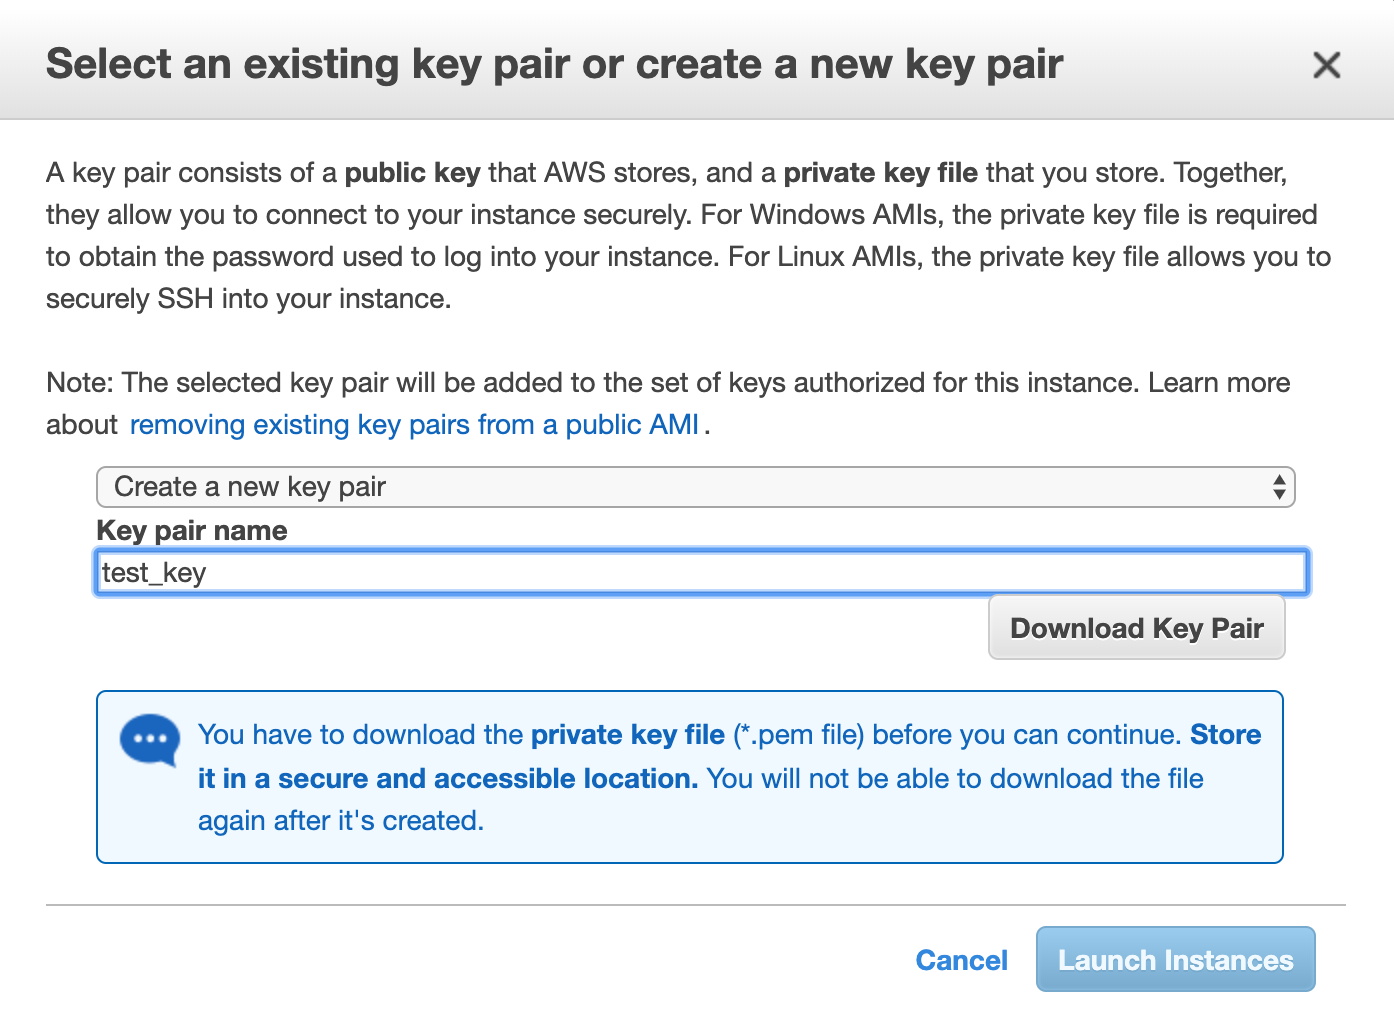 Select an existing key pair or create a new key pair
A key pair consists of a public key that AWS stores, and a private key file that you store. Together,
they allow you to connect to your instance securely. For Windows AMIs, the private key file is required
to obtain the password used to log into your instance. For Linux AMIs, the private key file allows you to
securely SSH into your instance.
Note: The selected key pair will be added to the set of keys authorized for this instance. Learn more
about removing existing key pairs from a public AMI .
Create a new key pair
Key pair name
test_key
Download Key Pair
You have to download the private key file (*.pem file) before you can continue. Store
it in a secure and accessible location. You will not be able to download the file
again after it's created.
Cancel
Launch Instances